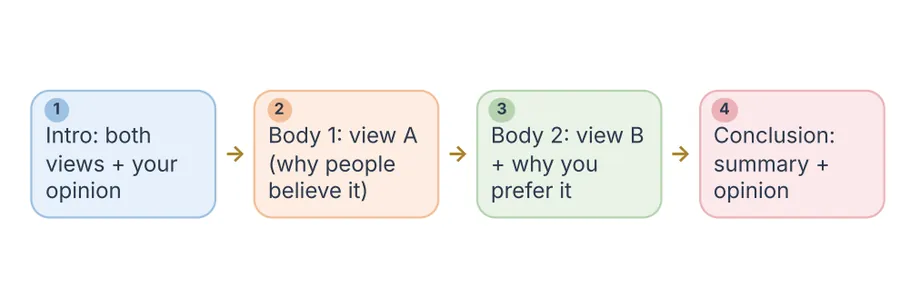 1
Intro: both
views + your
opinion
2
Body 1: view A
(why people
believe it)
3
Body 2: view B
+ why you
prefer it
4
Conclusion:
summary +
opinion